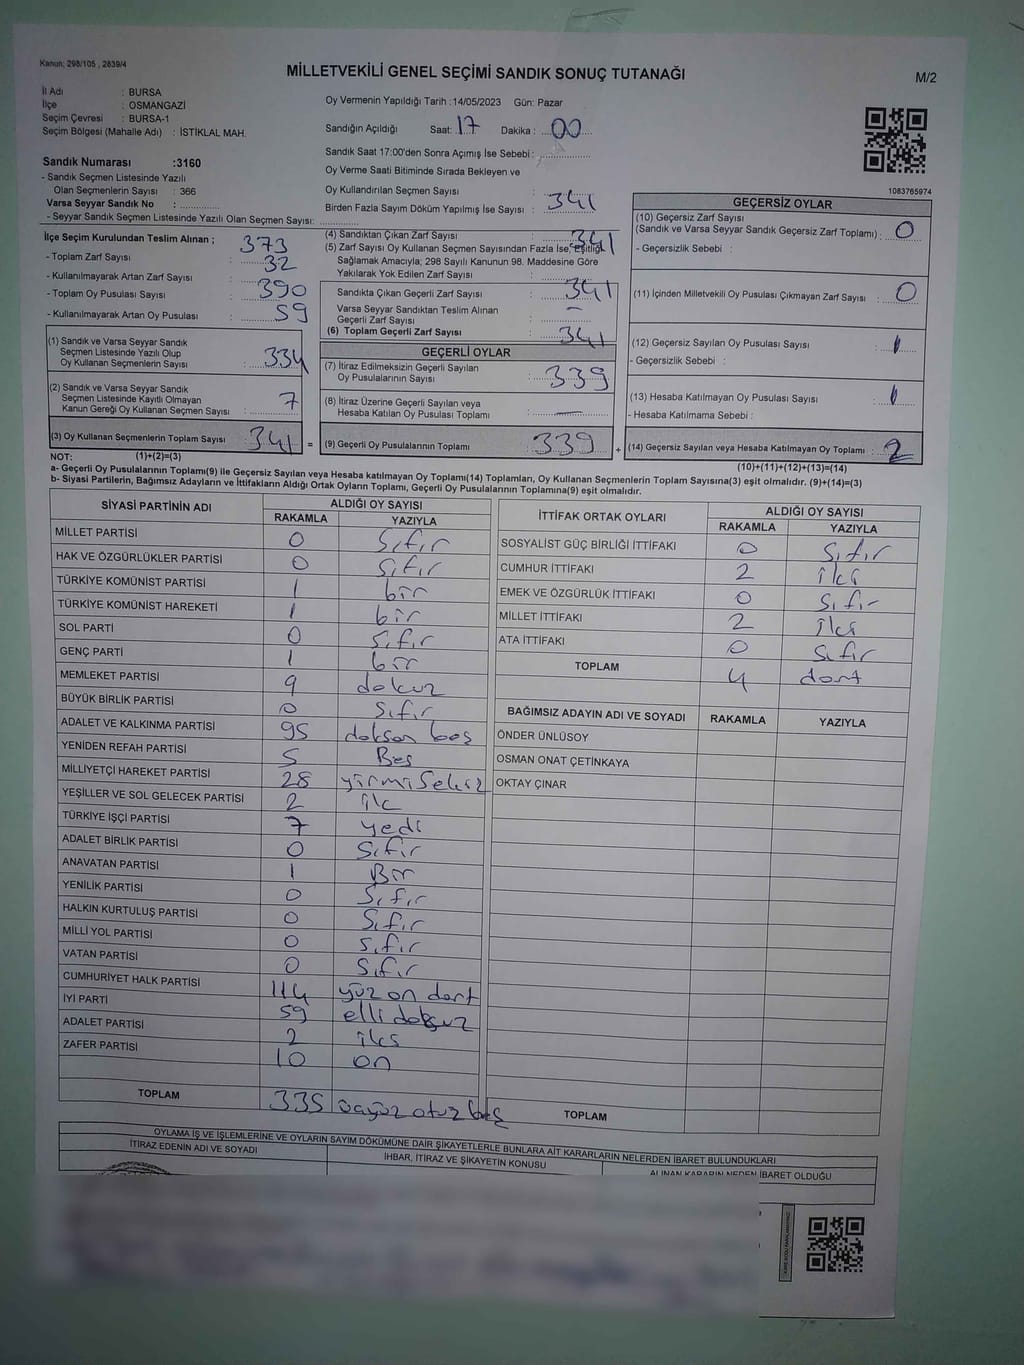 Kanun; 298/105 , 2839/4
MİLLETVEKİLİ GENEL SEÇİMİ SANDIK SONUÇ TUTANAĞI
M/2
İl Adı : BURSA
İlçe : OSMANGAZİ
Seçim Çevresi : BURSA-1
Seçim Bölgesi (Mahalle Adı) : İSTİKLAL MAH.
Sandık Numarası :3160
- Sandık Seçmen Listesinde Yazılı
Olan Seçmenlerin Sayısı : 366
Varsa Seyyar Sandık No :
- Seyyar Sandık Seçmen Listesinde Yazılı Olan Seçmen Sayısı:
Oy Vermenin Yapıldığı Tarih :14/05/2023 Gün: Pazar
Sandığın Açıldığı Saat: 17 Dakika : 00
Sandık Saat 17:00'den Sonra Açımış İse Sebebi :
Oy Verme Saati Bitiminde Sırada Bekleyen ve
Oy Kullandırılan Seçmen Sayısı :
Birden Fazla Sayım Döküm Yapılmış İse Sayısı : 341
1083765974
İlçe Seçim Kurulundan Teslim Alınan ; 373
- Toplam Zarf Sayısı : 32
- Kullanılmayarak Artan Zarf Sayısı : 390
- Toplam Oy Pusulası Sayısı
- Kullanılmayarak Artan Oy Pusulası : 59
(1) Sandık ve Varsa Seyyar Sandık
Seçmen Listesinde Yazılı Olup
Oy Kullanan Seçmenlerin Sayısı : 334
(2) Sandık ve Varsa Seyyar Sandık
Seçmen Listesinde Kayıtlı Olmayan
Kanun Gereği Oy Kullanan Seçmen Sayısı : 7
(3) Oy Kullanan Seçmenlerin Toplam Sayısı 341 =
(4) Sandıktan Çıkan Zarf Sayısı : 341
(5) Zarf Sayısı Oy Kullanan Seçmen Sayısından Fazla İse, Eşitliği
Sağlamak Amacıyla; 298 Sayılı Kanunun 98. Maddesine Göre
Yakılarak Yok Edilen Zarf Sayısı :
Sandıkta Çıkan Geçerli Zarf Sayısı : 341
Varsa Seyyar Sandıktan Teslim Alınan
Geçerli Zarf Sayısı : —
(6) Toplam Geçerli Zarf Sayısı : 341
GEÇERLİ OYLAR
(7) İtiraz Edilmeksizin Geçerli Sayılan
Oy Pusulalarının Sayısı : 339
(8) İtiraz Üzerine Geçerli Sayılan veya
Hesaba Katılan Oy Pusulası Toplamı : —
(9) Geçerli Oy Pusulalarının Toplamı : 339 +
GEÇERSİZ OYLAR
(10) Geçersiz Zarf Sayısı
(Sandık ve Varsa Seyyar Sandık Geçersiz Zarf Toplamı) : 0
- Geçersizlik Sebebi :
(11) İçinden Milletvekili Oy Pusulası Çıkmayan Zarf Sayısı : 0
(12) Geçersiz Sayılan Oy Pusulası Sayısı : 1
- Geçersizlik Sebebi :
(13) Hesaba Katılmayan Oy Pusulası Sayısı : 1
- Hesaba Katılmama Sebebi :
(14) Geçersiz Sayılan veya Hesaba Katılmayan Oy Toplamı : 2
NOT: (1)+(2)=(3)
(10)+(11)+(12)+(13)=(14)
a- Geçerli Oy Pusulalarının Toplamı(9) ile Geçersiz Sayılan veya Hesaba katılmayan Oy Toplamı(14) Toplamları, Oy Kullanan Seçmenlerin Toplam Sayısına(3) eşit olmalıdır. (9)+(14)=(3)
b- Siyasi Partilerin, Bağımsız Adayların ve İttifakların Aldığı Ortak Oyların Toplamı, Geçerli Oy Pusulalarının Toplamına(9) eşit olmalıdır.
SİYASİ PARTİNİN ADI ALDIĞI OY SAYISI
RAKAMLA YAZIYLA
MİLLET PARTİSİ 0 Sıfır
HAK VE ÖZGÜRLÜKLER PARTİSİ 0 Sıfır
TÜRKİYE KOMÜNİST PARTİSİ 1 bir
TÜRKİYE KOMÜNİST HAREKETİ 1 bir
SOL PARTİ 0 Sıfır
GENÇ PARTİ 1 bir
MEMLEKET PARTİSİ 9 dokuz
BÜYÜK BİRLİK PARTİSİ 0 Sıfır
ADALET VE KALKINMA PARTİSİ 95 doksan beş
YENİDEN REFAH PARTİSİ 5 Beş
MİLLİYETÇİ HAREKET PARTİSİ 28 yirmi Sekiz
YEŞİLLER VE SOL GELECEK PARTİSİ 2 ik
TÜRKİYE İŞÇİ PARTİSİ 7 yedi
ADALET BİRLİK PARTİSİ 0 Sıfır
ANAVATAN PARTİSİ 1 Bir
YENİLİK PARTİSİ 0 Sıfır
HALKIN KURTULUŞ PARTİSİ 0 Sıfır
MİLLİ YOL PARTİSİ 0 Sıfır
VATAN PARTİSİ 0 Sıfır
CUMHURİYET HALK PARTİSİ 114 yüz on dört
İYİ PARTİ 59 elli dokuz
ADALET PARTİSİ 2 iki
ZAFER PARTİSİ 10 on
TOPLAM 335 üçyüz otuz beş
İTTİFAK ORTAK OYLARI ALDIĞI OY SAYISI
RAKAMLA YAZIYLA
SOSYALİST GÜÇ BİRLİĞİ İTTİFAKI 0 Sıfır
CUMHUR İTTİFAKI 2 iki
EMEK VE ÖZGÜRLÜK İTTİFAKI 0 Sıfır
MİLLET İTTİFAKI 2 iki
ATA İTTİFAKI 0 Sıfır
TOPLAM 4 dört
BAĞIMSIZ ADAYIN ADI VE SOYADI RAKAMLA YAZIYLA
ÖNDER ÜNLÜSOY
OSMAN ONAT ÇETİNKAYA
OKTAY ÇINAR
TOPLAM
OYLAMA İŞ VE İŞLEMLERİNE VE OYLARIN SAYIM DÖKÜMÜNE DAİR ŞİKAYETLERLE BUNLARA AİT KARARLARIN NELERDEN İBARET BULUNDUKLARI
İTİRAZ EDENİN ADI VE SOYADI İHBAR, İTİRAZ VE ŞİKAYETİN KONUSU ALINAN KARARIN NEDEN İBARET OLDUĞU